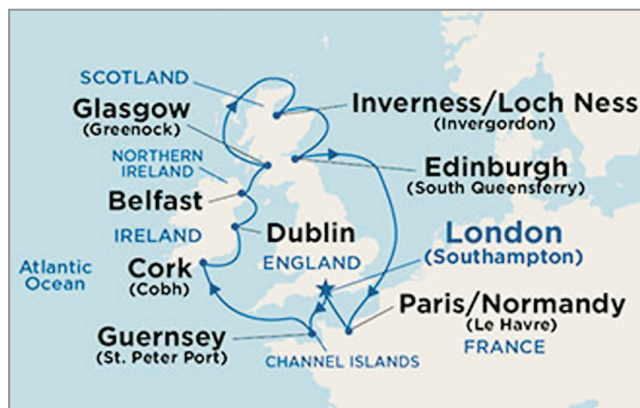 SCOTLAND
Glasgow
(Greenock)
Inverness/Loch Ness
(Invergordon)
NORTHERN
IRELAND
Edinburgh
(South Queensferry)
Belfast
IRELAND
Dublin
ENGLAND
London
(Southampton)
Atlantic
Ocean
Cork
(Cobh)
Paris/Normandy
(Le Havre)
FRANCE
Guernsey
(St. Peter Port)
CHANNEL ISLANDS